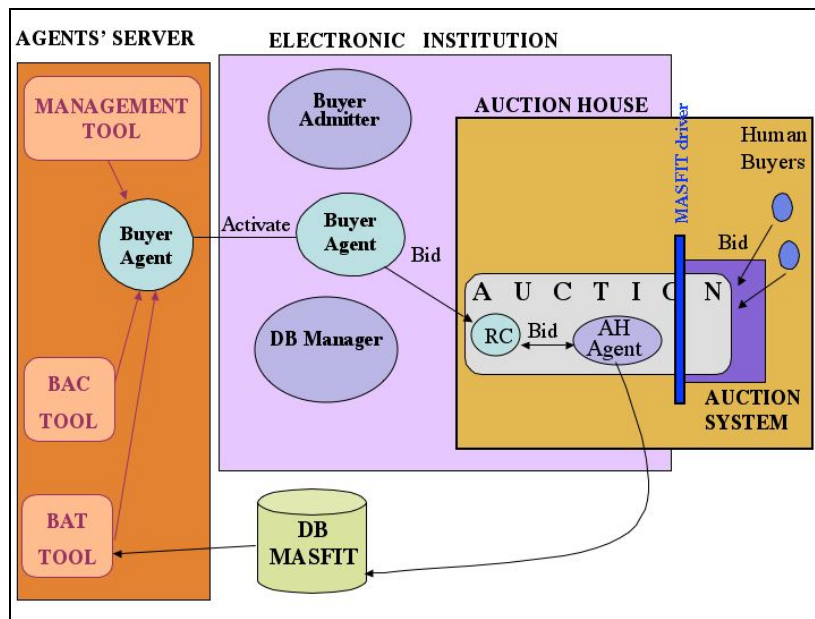 AGENTS' SERVER
ELECTRONIC INSTITUTION
MANAGEMENT
TOOL
Buyer
Admitter
AUCTION HOUSE
MASFIT driver
Human
Buyers
Buyer
Agent
Activate
Buyer
Agent
Bid
Bid
A U C T I O N
RC
Bid
AH
Agent
DB Manager
BAC
TOOL
AUCTION
SYSTEM
BAT
TOOL
DB
MASFIT